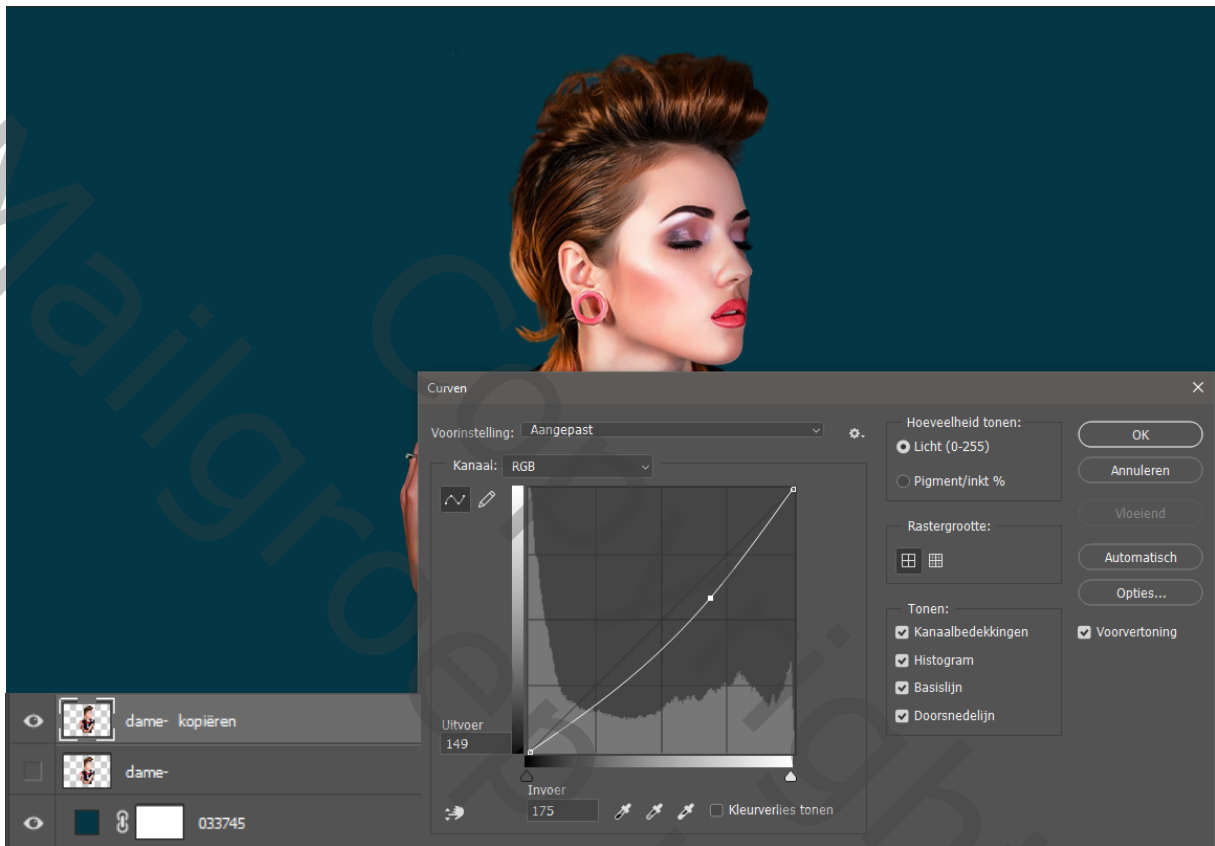 Copyright
Mailgroep
Curven
Voorinstelling: Aangepast
Kanaal: RGB
Uitvoer
149
Invoer
175
Kleurverlies tonen
Hoeveelheid tonen:
Licht (0-255)
Pigment/inkt %
Rastergrootte:
Tonen:
Kanaalbedekkingen
Histogram
Basislijn
Doorsnedelijn
OK
Annuleren
Vloeiend
Automatisch
Opties...
Voorvertoning
dame- kopiëren
dame-
033745